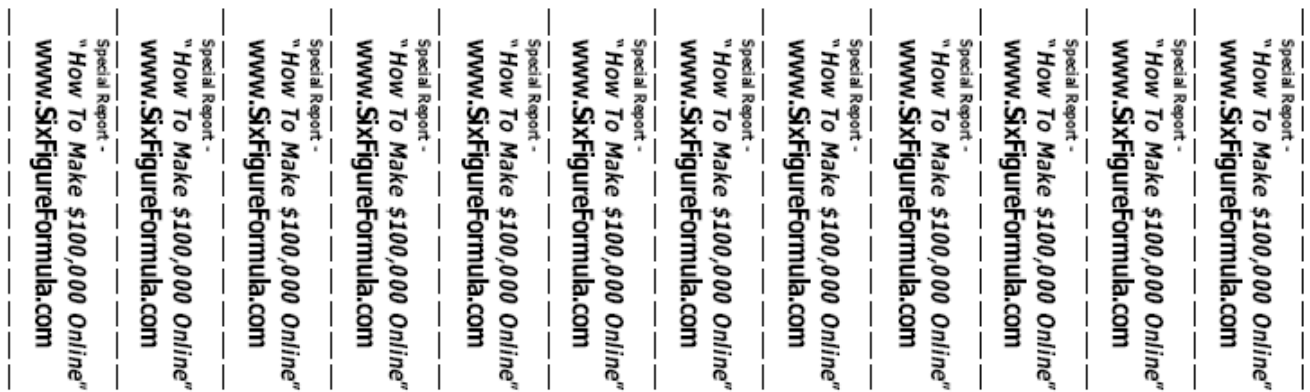 Special Report -
"How To Make $100,000 Online"
www.SixFigureFormula.com
Special Report -
"How To Make $100,000 Online"
www.SixFigureFormula.com
Special Report -
"How To Make $100,000 Online"
www.SixFigureFormula.com
Special Report -
"How To Make $100,000 Online"
www.SixFigureFormula.com
Special Report -
"How To Make $100,000 Online"
www.SixFigureFormula.com
Special Report -
"How To Make $100,000 Online"
www.SixFigureFormula.com
Special Report -
"How To Make $100,000 Online"
www.SixFigureFormula.com
Special Report -
"How To Make $100,000 Online"
www.SixFigureFormula.com
Special Report -
"How To Make $100,000 Online"
www.SixFigureFormula.com
Special Report -
"How To Make $100,000 Online"
www.SixFigureFormula.com
Special Report -
"How To Make $100,000 Online"
www.SixFigureFormula.com
Special Report -
"How To Make $100,000 Online"
www.SixFigureFormula.com